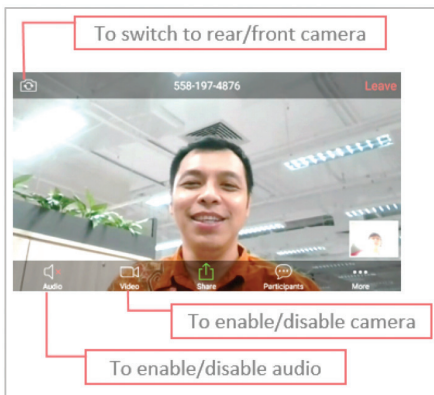 To switch to rear/front camera
558-197-4876
Leave
Audio
Video
Share
Participants
More
To enable/disable camera
To enable/disable audio